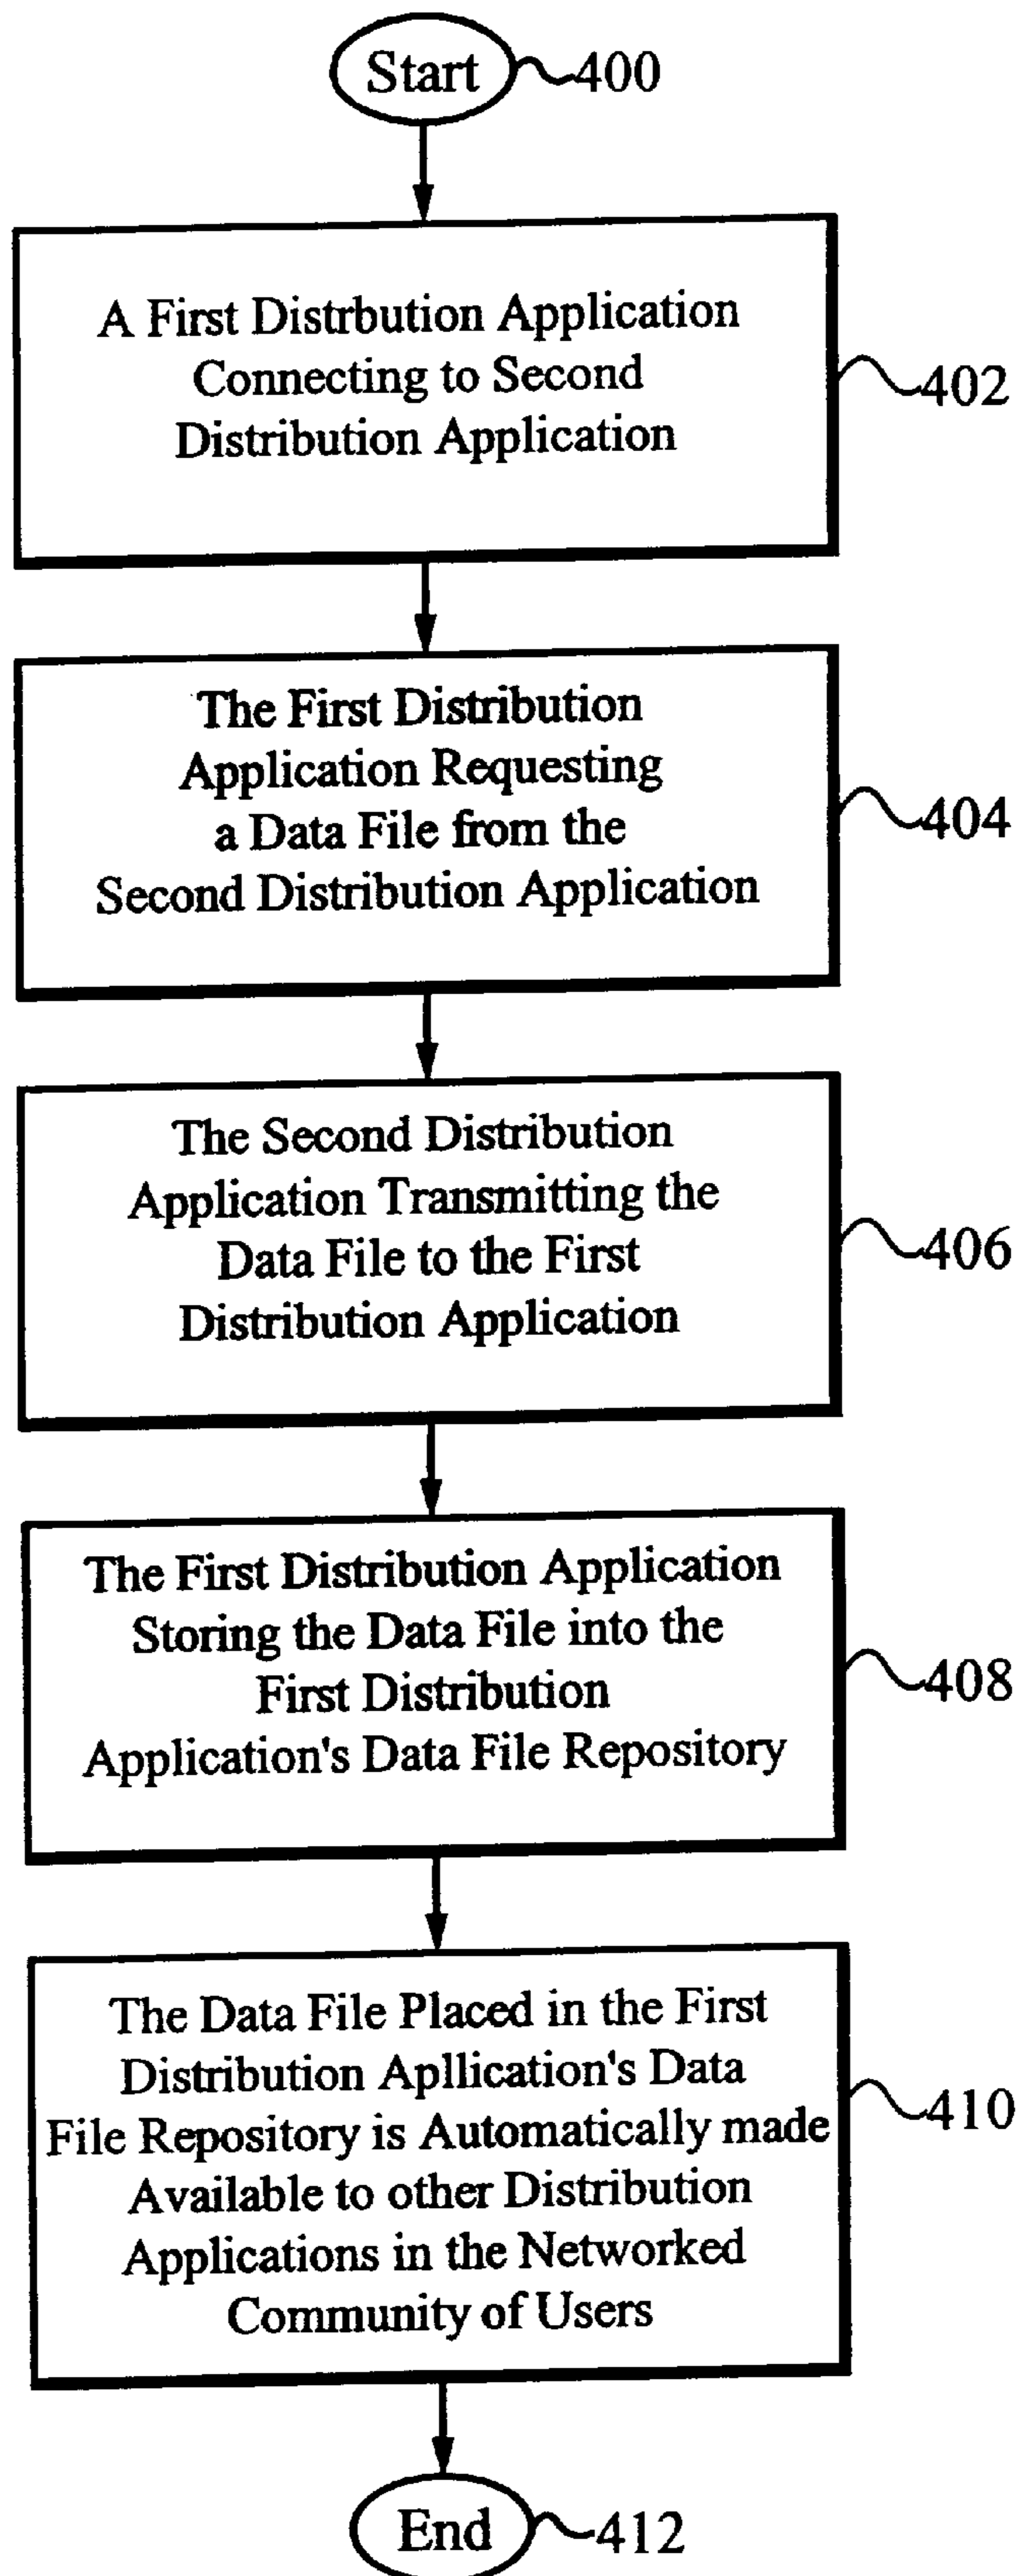 Start 400
A First Distrbution Application
Connecting to Second
Distribution Application
402
The First Distribution
Application Requesting
a Data File from the
Second Distribution Application
404
The Second Distribution
Application Transmitting the
Data File to the First
Distribution Application
406
The First Distribution Application
Storing the Data File into the
First Distribution
Application's Data File Repository
408
The Data File Placed in the First
Distribution Apllication's Data
File Repository is Automatically made
Available to other Distribution
Applications in the Networked
Community of Users
410
End 412